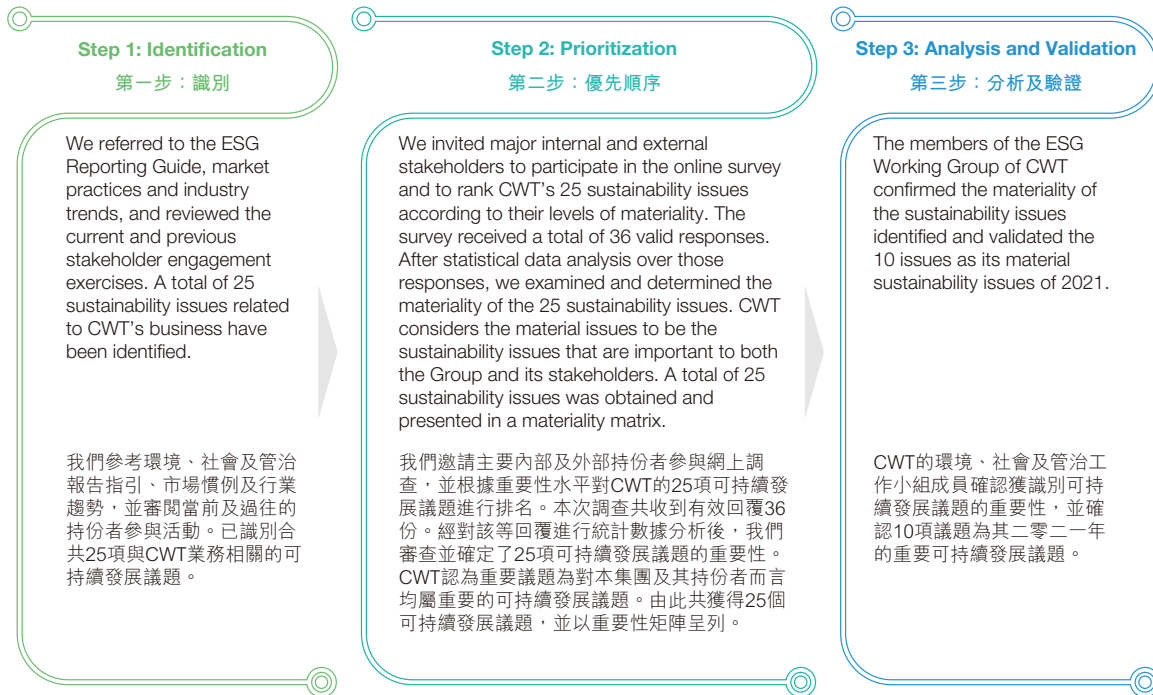 Step 1: Identification
第一步：識別
We referred to the ESG
Reporting Guide, market
practices and industry
trends, and reviewed the
current and previous
stakeholder engagement
exercises. A total of 25
sustainability issues related
to CWT's business have
been identified.
我們參考環境、社會及管治
報告指引、市場慣例及行業
趨勢，並審閱當前及過往的
持份者參與活動。已識別合
共25項與CWT業務相關的可
持續發展議題。
Step 2: Prioritization
第二步：優先順序
We invited major internal and external
stakeholders to participate in the online survey
and to rank CWT's 25 sustainability issues
according to their levels of materiality. The
survey received a total of 36 valid responses.
After statistical data analysis over those
responses, we examined and determined the
materiality of the 25 sustainability issues. CWT
considers the material issues to be the
sustainability issues that are important to both
the Group and its stakeholders. A total of 25
sustainability issues was obtained and
presented in a materiality matrix.
我們邀請主要內部及外部持份者參與網上調
查，並根據重要性水平對CWT的25項可持續發
展議題進行排名。本次調查共收到有效回覆36
份。經對該等回覆進行統計數據分析後，我們
審查並確定了25項可持續發展議題的重要性。
CWT認為重要議題為對本集團及其持份者而言
均屬重要的可持續發展議題。由此共獲得25個
可持續發展議題，並以重要性矩陣呈列。
Step 3: Analysis and Validation
第三步：分析及驗證
The members of the ESG
Working Group of CWT
confirmed the materiality of
the sustainability issues
identified and validated the
10 issues as its material
sustainability issues of 2021.
CWT的環境、社會及管治工
作小組成員確認獲識別可持
續發展議題的重要性，並確
認10項議題為其二零二一年
的重要可持續發展議題。